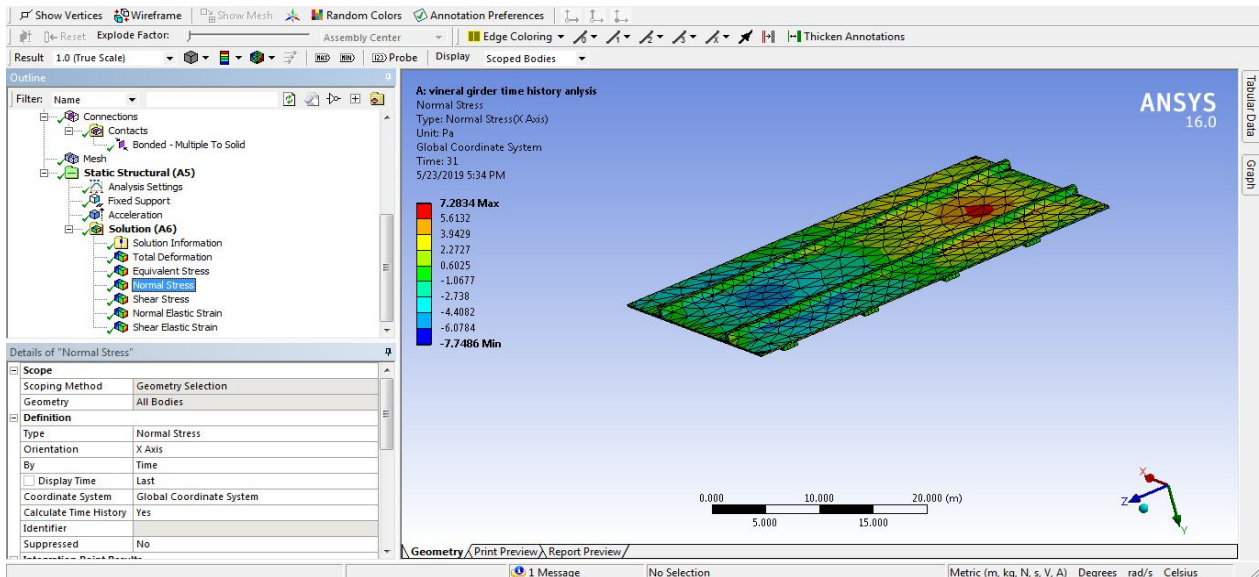 Show Vertices Wireframe Show Mesh Random Colors Annotation Preferences
Reset Explode Factor: Assembly Center Edge Coloring Thicken Annotations
Result 1.0 (True Scale) MAX MIN Probe Display Scoped Bodies
Outline
Filter: Name
Connections
Contacts
Bonded - Multiple To Solid
Mesh
Static Structural (A5)
Analysis Settings
Fixed Support
Acceleration
Solution (A6)
Solution Information
Total Deformation
Equivalent Stress
Normal Stress
Shear Stress
Normal Elastic Strain
Shear Elastic Strain
Details of "Normal Stress"
Scope
Scoping Method Geometry Selection
Geometry All Bodies
Definition
Type Normal Stress
Orientation X Axis
By Time
Display Time Last
Coordinate System Global Coordinate System
Calculate Time History Yes
Identifier
Suppressed No
Integration Point Results
A: vineral girder time history anlysis
Normal Stress
Type: Normal Stress(X Axis)
Unit: Pa
Global Coordinate System
Time: 31
5/23/2019 5:34 PM
7.2834 Max
5.6132
3.9429
2.2727
0.6025
-1.0677
-2.738
-4.4082
-6.0784
-7.7486 Min
ANSYS
16.0
0.000 10.000 20.000 (m)
5.000 15.000
X
Z
Y
Geometry Print Preview Report Preview
Tabular Data
Graph
1 Message No Selection Metric (m, kg, N, s, V, A) Degrees rad/s Celsius